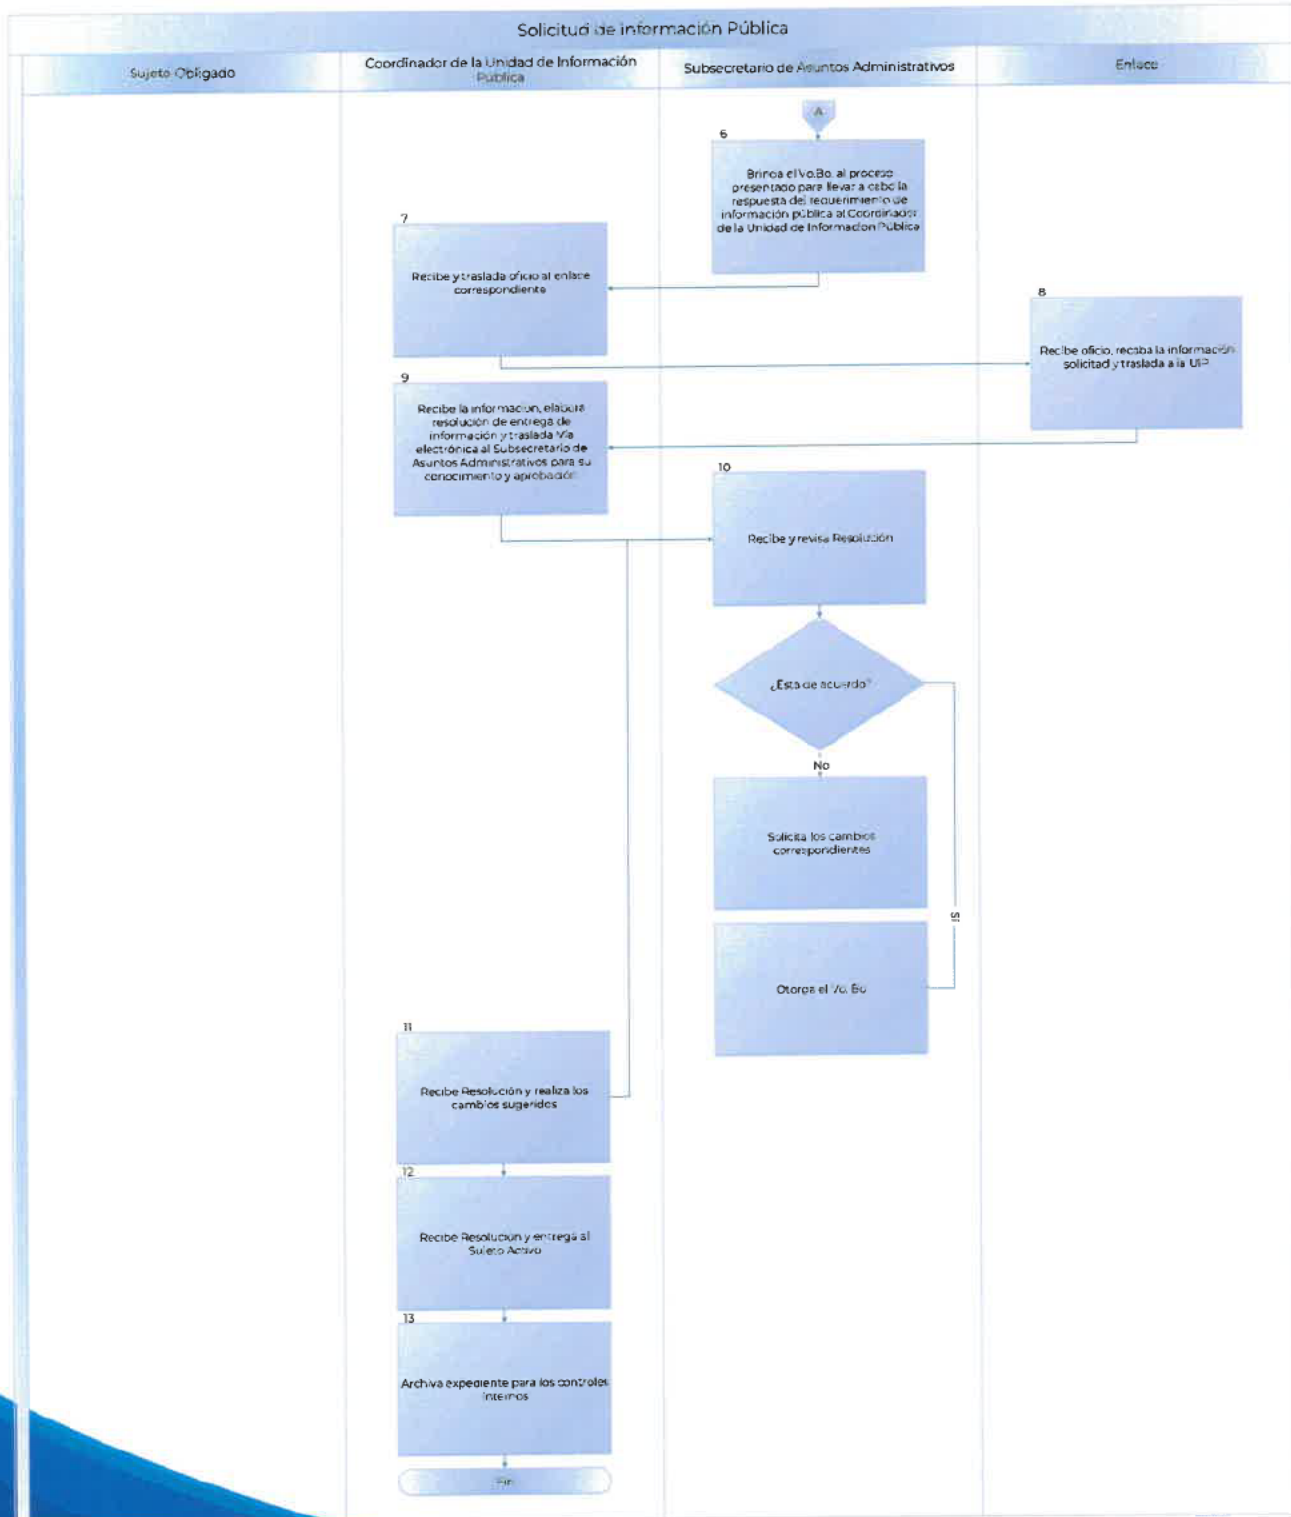 Solicitud de información Pública
Sujeto Obligado
Coordinador de la Unidad de Información
Pública
Subsecretario de Asuntos Administrativos
Enlace
A
6
Brinda el Vo.Bo. al proceso
presentado para llevar a cabo la
respuesta del requerimiento de
información pública al Coordinador
de la Unidad de Información Pública
7
Recibe y traslada oficio al enlace
correspondiente
8
Recibe oficio, recaba la información
solicitad y traslada a la UIP
9
Recibe la información, elabora
resolución de entrega de
información y traslada Vía
electrónica al Subsecretario de
Asuntos Administrativos para su
conocimiento y aprobación
10
Recibe y revisa Resolución
¿Esta de acuerdo?
No
Solicita los cambios
correspondientes
Si
Otorga el Vo. Bo
11
Recibe Resolución y realiza los
cambios sugeridos
12
Recibe Resolución y entrega al
Sujeto Activo
13
Archiva expediente para los controles
internos
Fin